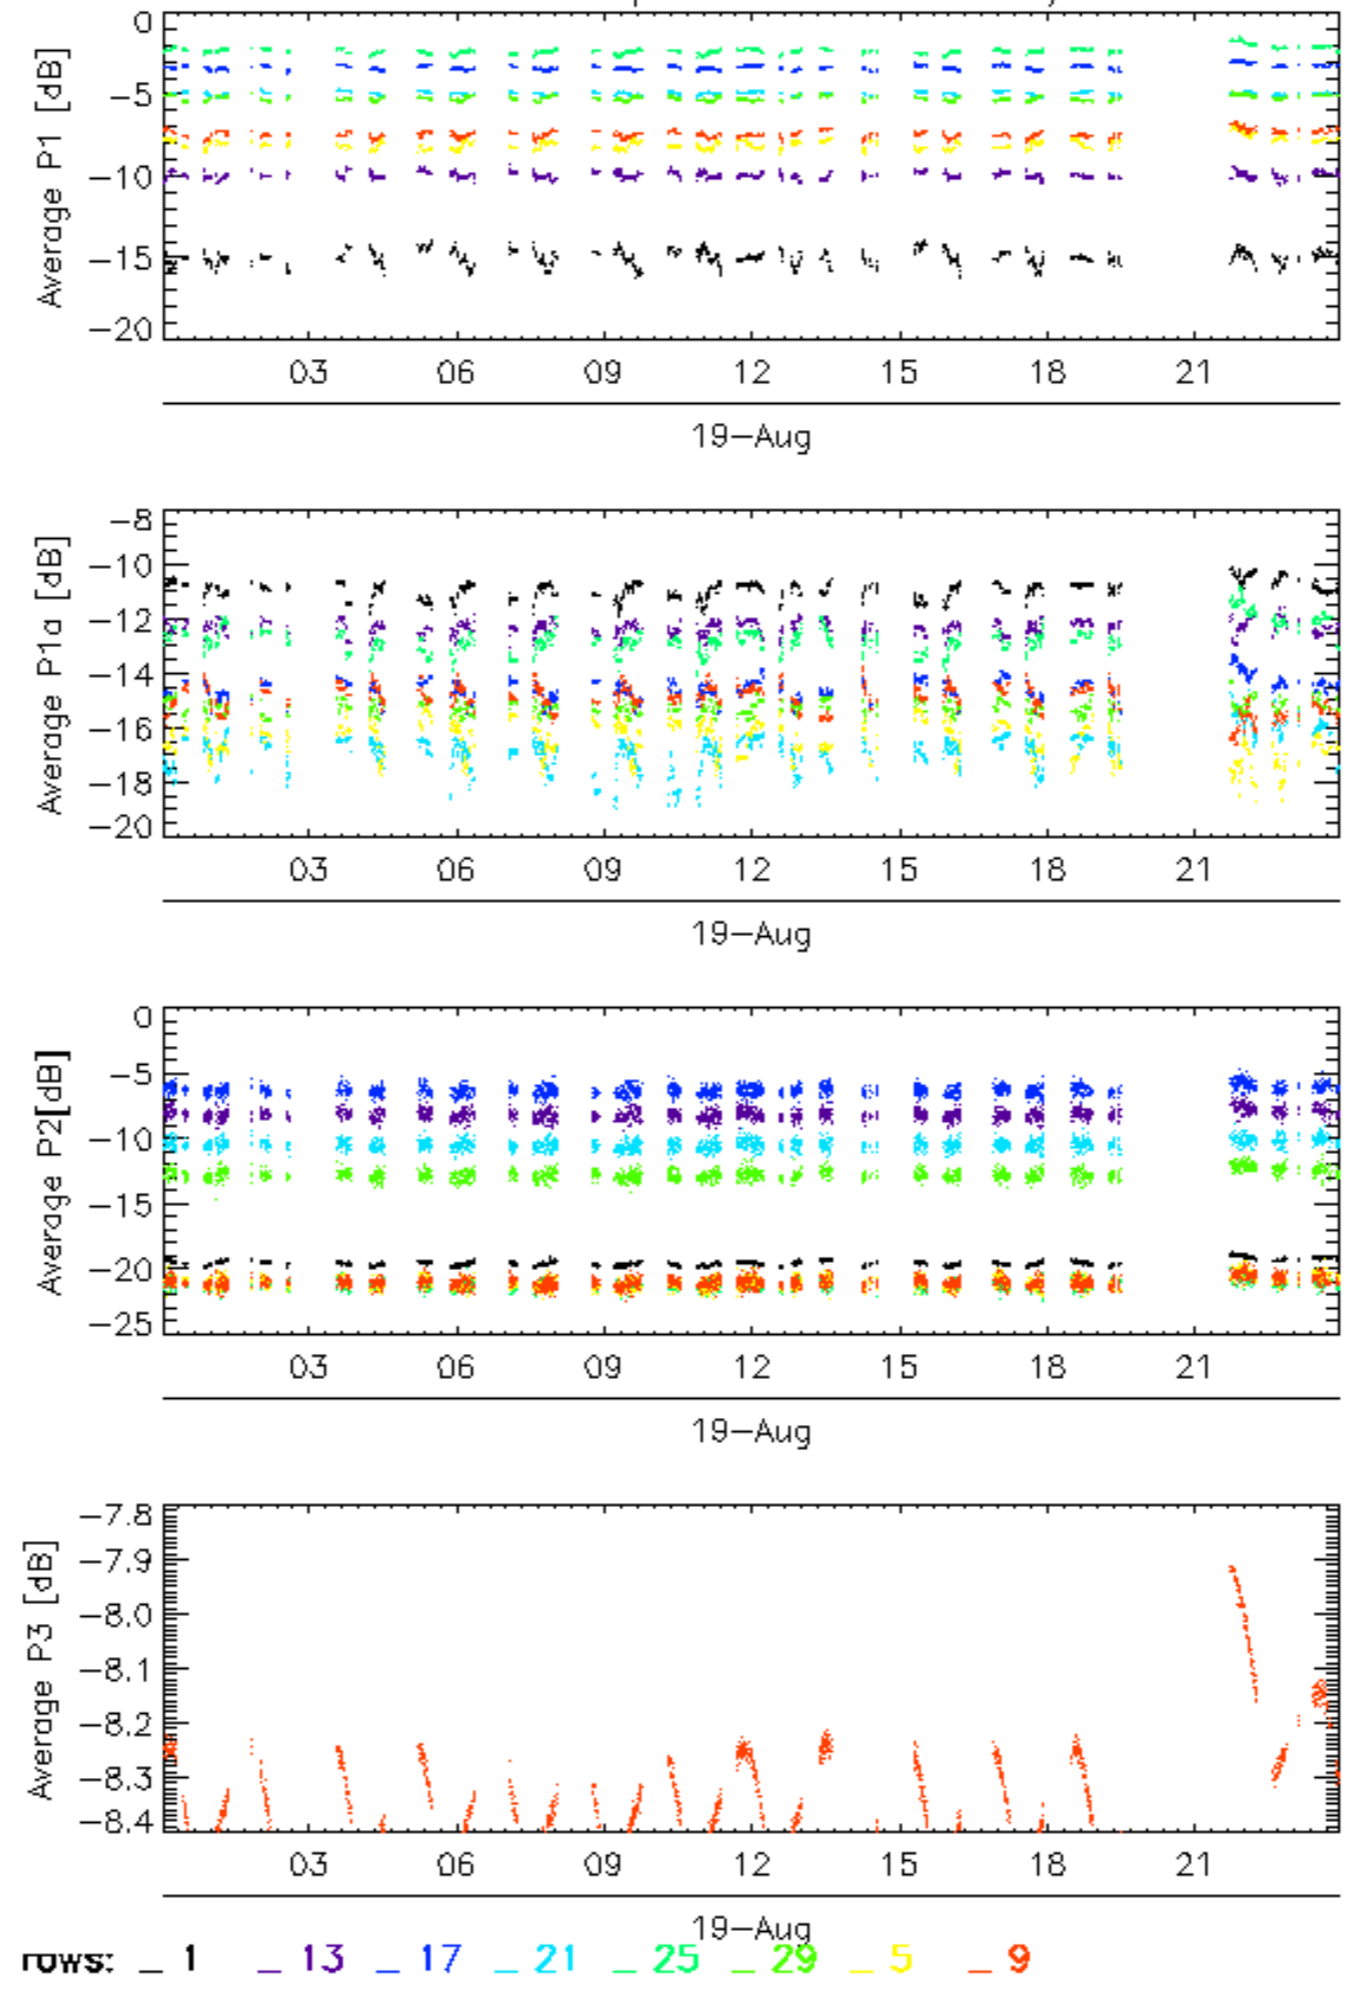 0
−5
−10
−15
−20
Average P1 [dB]
03 06 09 12 15 18 21
19−Aug
−8
−10
−12
−14
−16
−18
−20
Average P1a [dB]
03 06 09 12 15 18 21
19−Aug
0
−5
−10
−15
−20
−25
Average P2[dB]
03 06 09 12 15 18 21
19−Aug
−7.8
−7.9
−8.0
−8.1
−8.2
−8.3
−8.4
Average P3 [dB]
03 06 09 12 15 18 21
19−Aug
rows: _ 1 _ 13 _ 17 _ 21 _ 25 _ 29 _ 5 _ 9